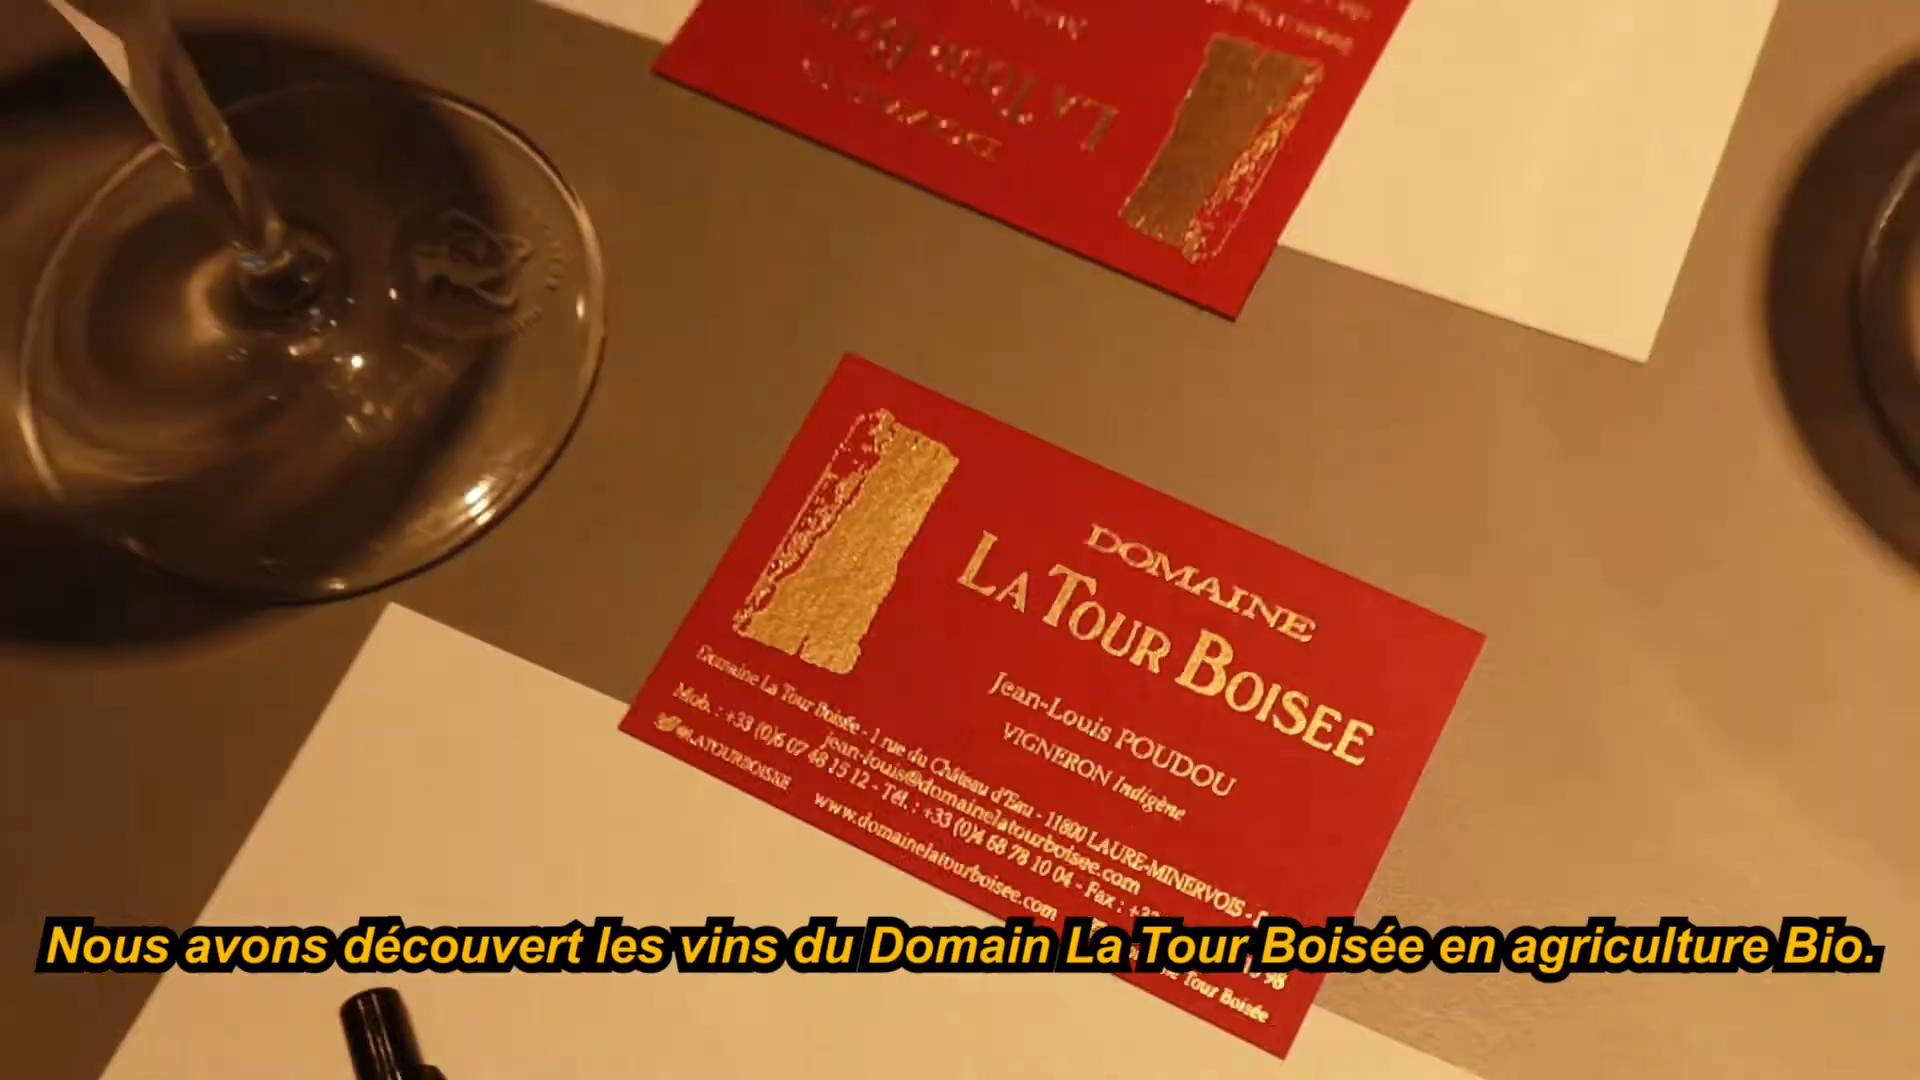 DOMAINE
LA TOUR BOISEE
DOMAINE
LA TOUR BOISEE
Jean-Louis POUDOU
VIGNERON Indigène
Domaine La Tour Boisée - 1 rue du Château d'Eau - 11800 LAURE-MINERVOIS -
jean-louis@domainelatourboisee.com
Mob. : +33 (0)6 07 48 15 12 - Tél. : +33 (0)4 68 78 10 04 - Fax : +33
@LATOURBOISEE
www.domainelatourboisee.com
Tour Boisée
Nous avons découvert les vins du Domain La Tour Boisée en agriculture Bio.